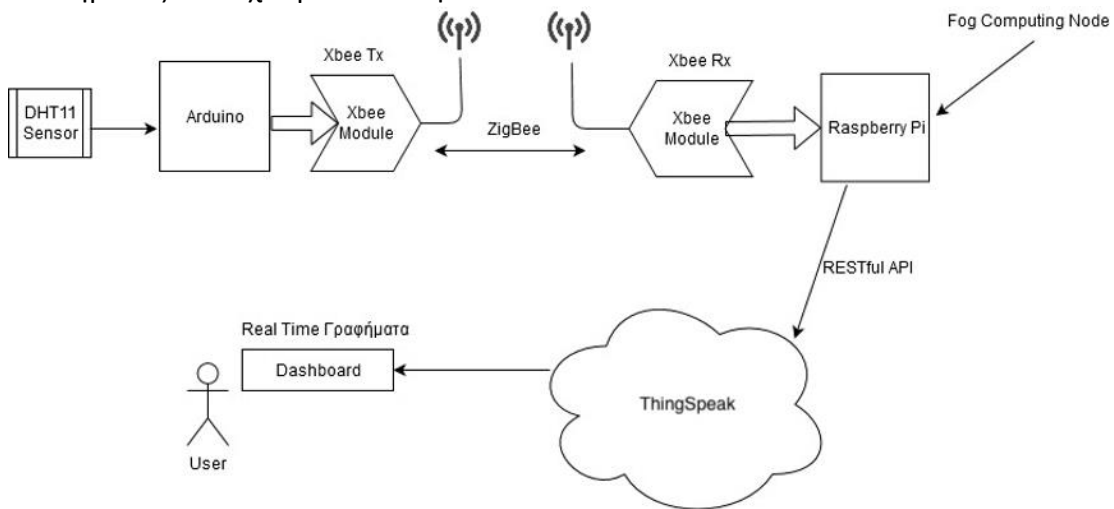 Fog Computing Node
Xbee Tx
Xbee Rx
DHT11
Sensor
Arduino
Xbee
Module
ZigBee
Xbee
Module
Raspberry Pi
RESTful API
Real Time Γραφήματα
Dashboard
ThingSpeak
User